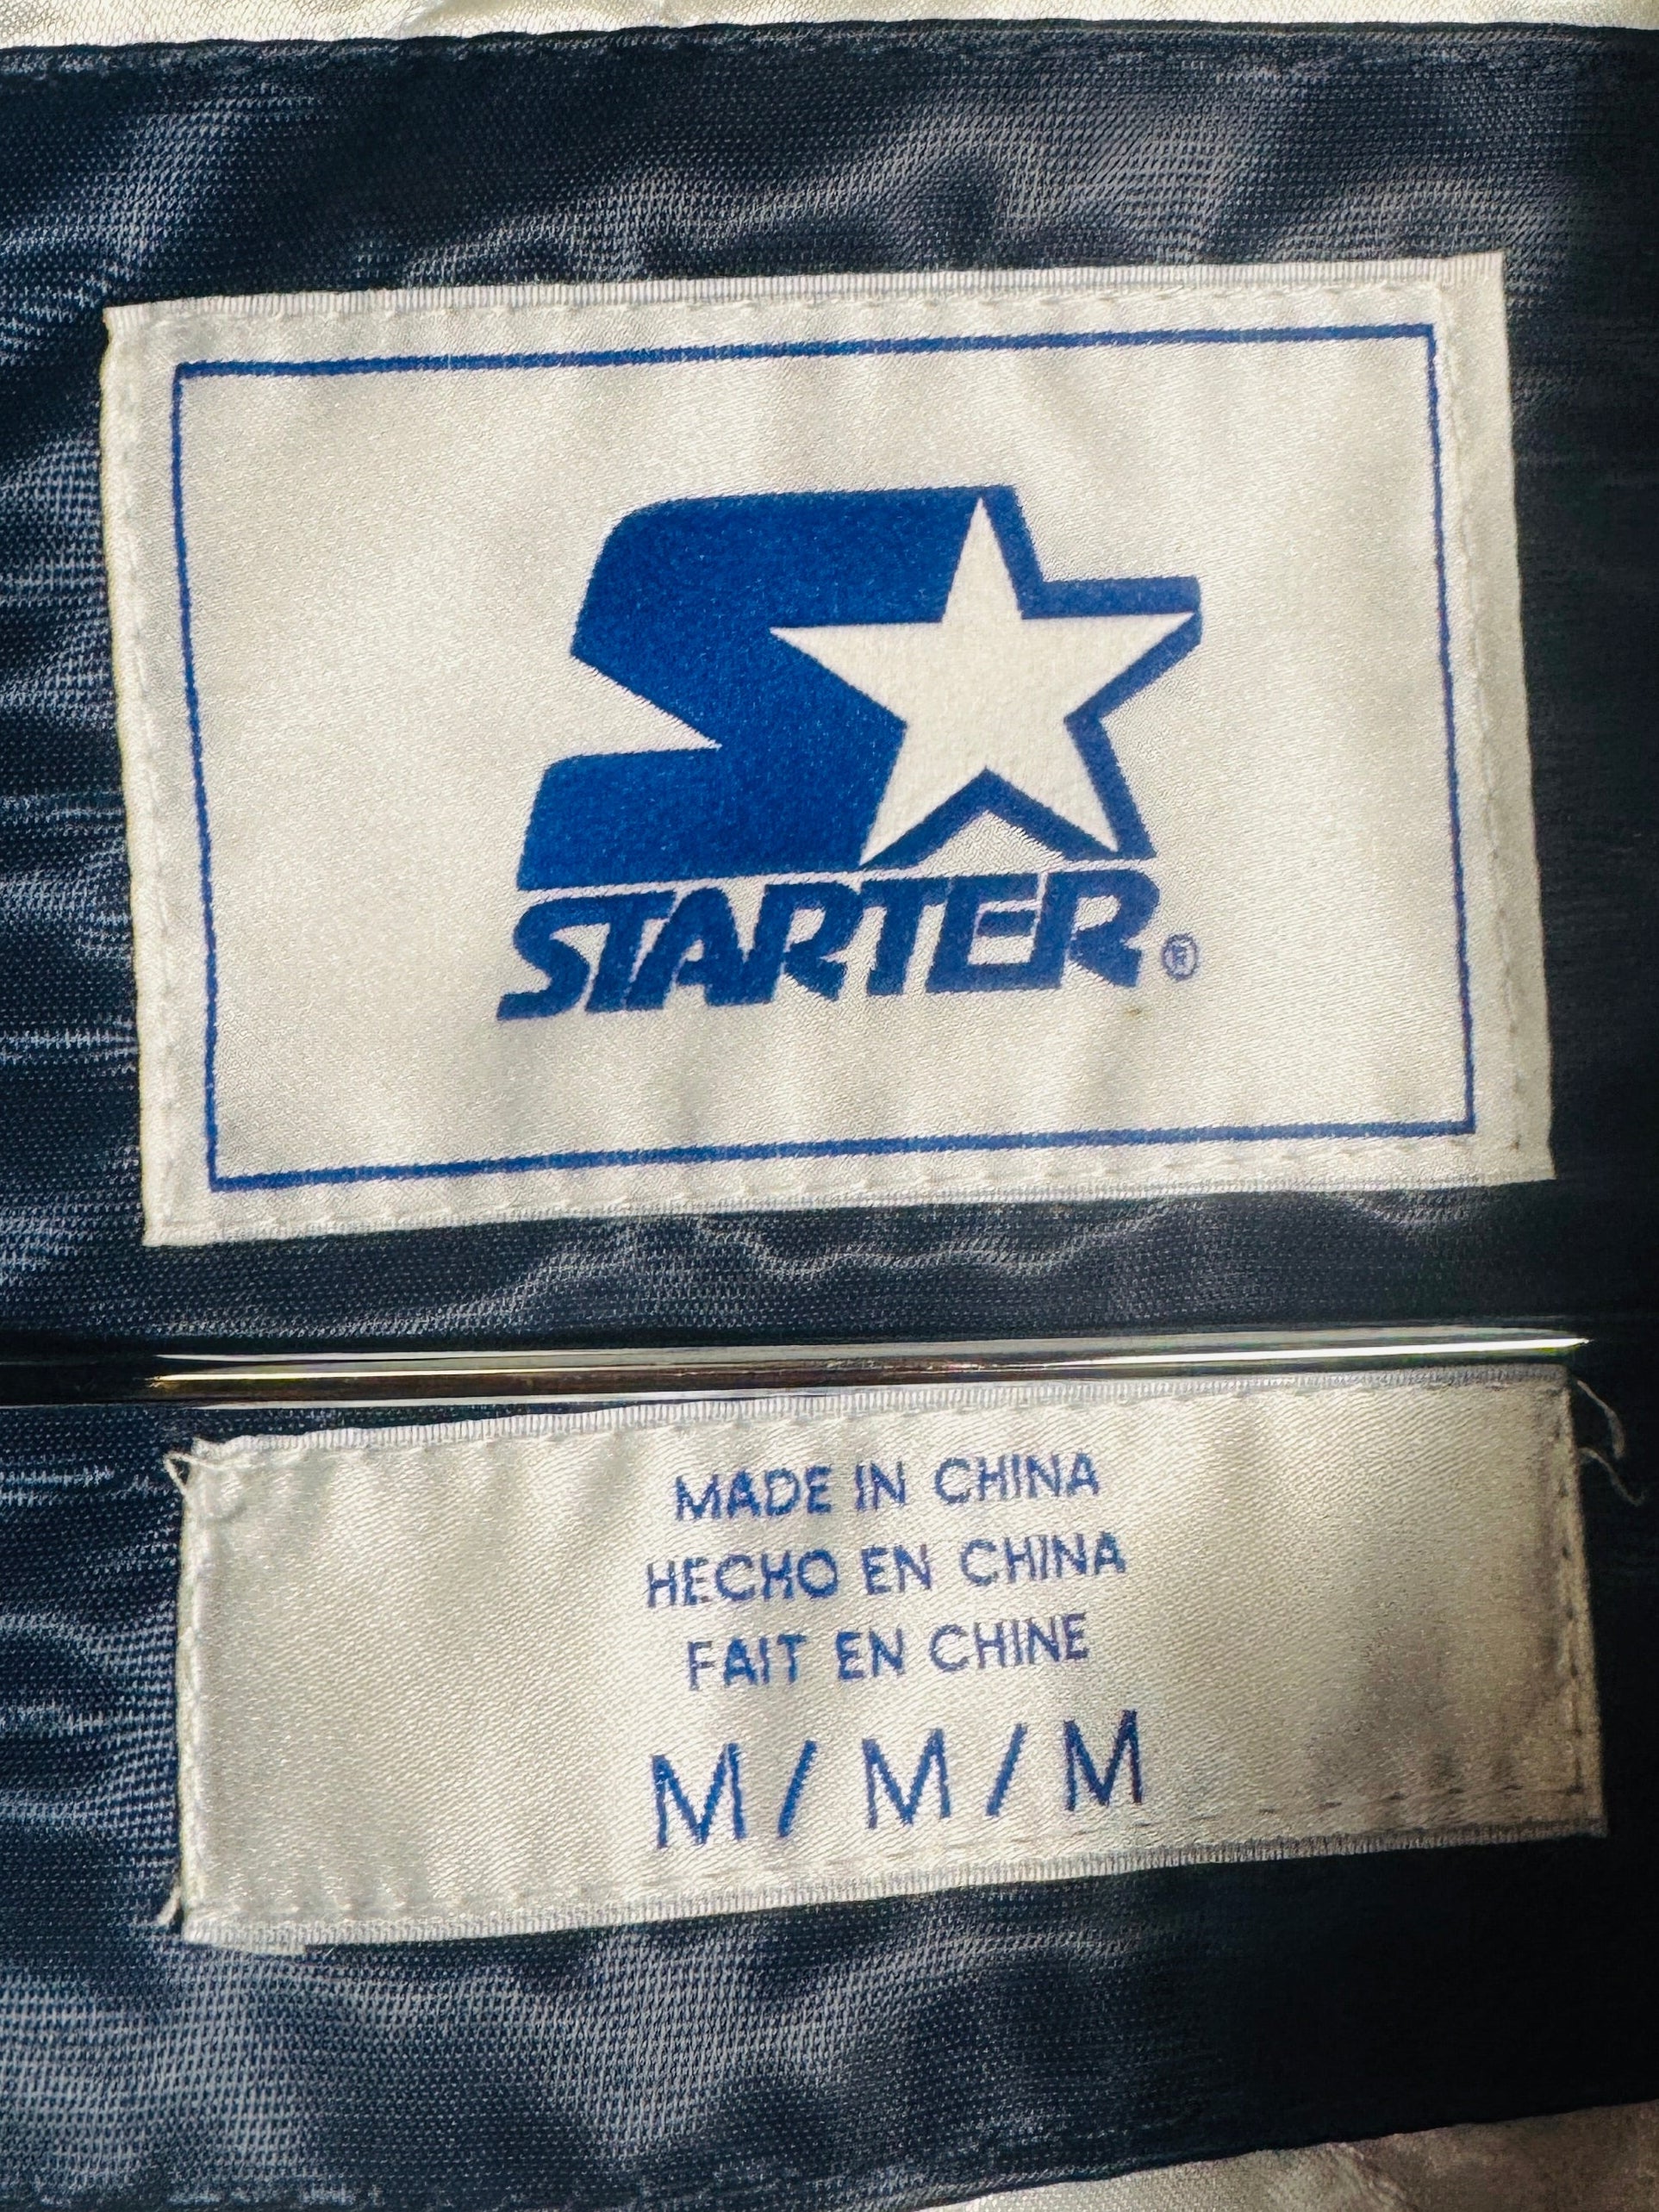 STARTER®
MADE IN CHINA
HECHO EN CHINA
FAIT EN CHINE
M / M / M